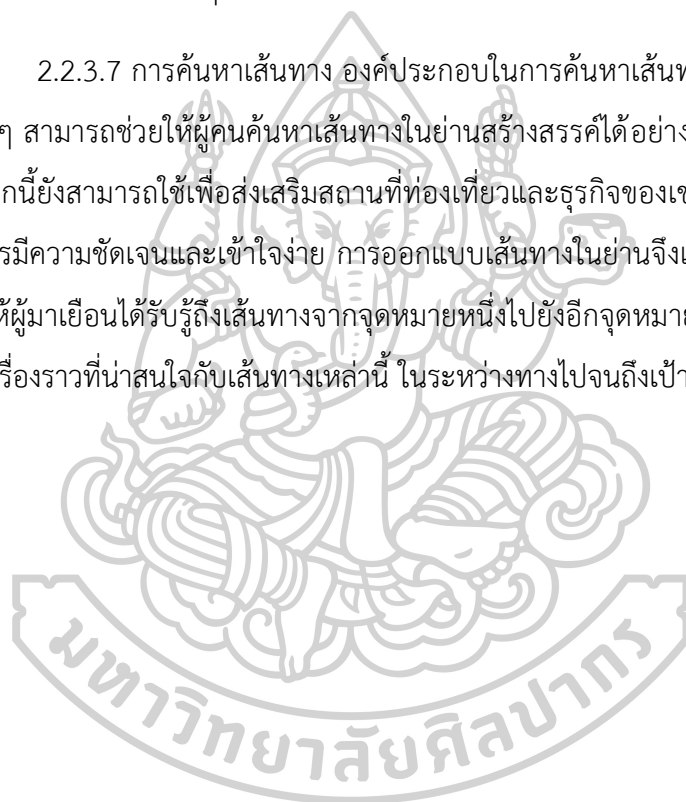 2.2.3.7 การค้นหาเส้นทาง องค์ประกอบในการค้นหาเส้นท
ๆ สามารถช่วยให้ผู้คนค้นหาเส้นทางในย่านสร้างสรรค์ได้อย่าง
กนี้ยังสามารถใช้เพื่อส่งเสริมสถานที่ท่องเที่ยวและธุรกิจของเข
รมีความชัดเจนและเข้าใจง่าย การออกแบบเส้นทางในย่านจึงเ
ห้ผู้มาเยือนได้รับรู้ถึงเส้นทางจากจุดหมายหนึ่งไปยังอีกจุดหมาย
รื่องราวที่น่าสนใจกับเส้นทางเหล่านี้ ในระหว่างทางไปจนถึงเป้า
มหาวิทยาลัยศิลปากร